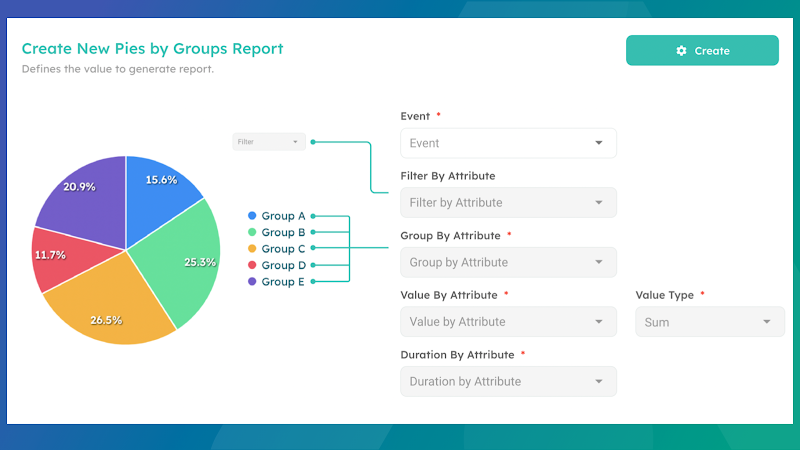 Create New Pies by Groups Report
Defines the value to generate report.
Create
20.9%
15.6%
25.3%
11.7%
26.5%
Filter
Group A
Group B
Group C
Group D
Group E
Event *
Event
Filter By Attribute
Filter by Attribute
Group By Attribute *
Group by Attribute
Value By Attribute *
Value by Attribute
Value Type *
Sum
Duration By Attribute *
Duration by Attribute